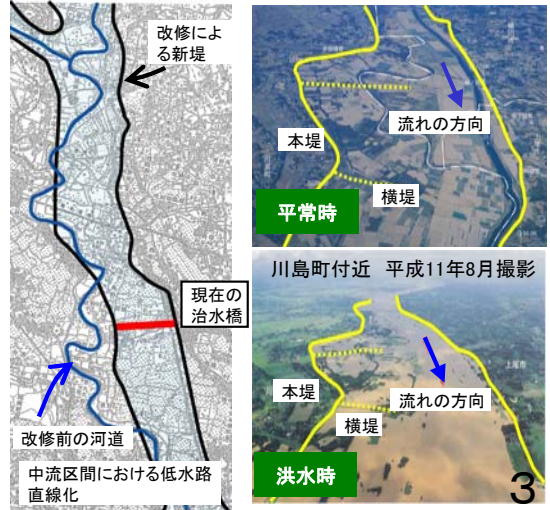 改修によ
る新堤
現在の
治水橋
改修前の河道
中流区間における低水路
直線化
本堤
流れの方向
横堤
平常時
川島町付近 平成11年8月撮影
上尾市
本堤
流れの方向
横堤
洪水時
3